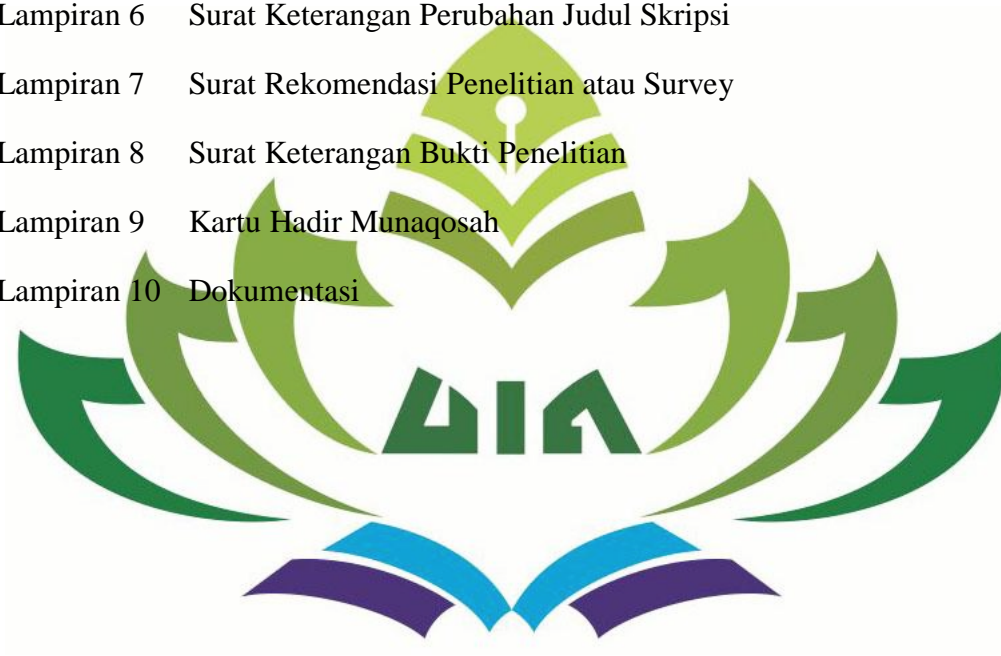 Lampiran 6 Surat Keterangan Perubahan Judul Skripsi
Lampiran 7 Surat Rekomendasi Penelitian atau Survey
Lampiran 8 Surat Keterangan Bukti Penelitian
Lampiran 9 Kartu Hadir Munaqosah
Lampiran 10 Dokumentasi
UIN